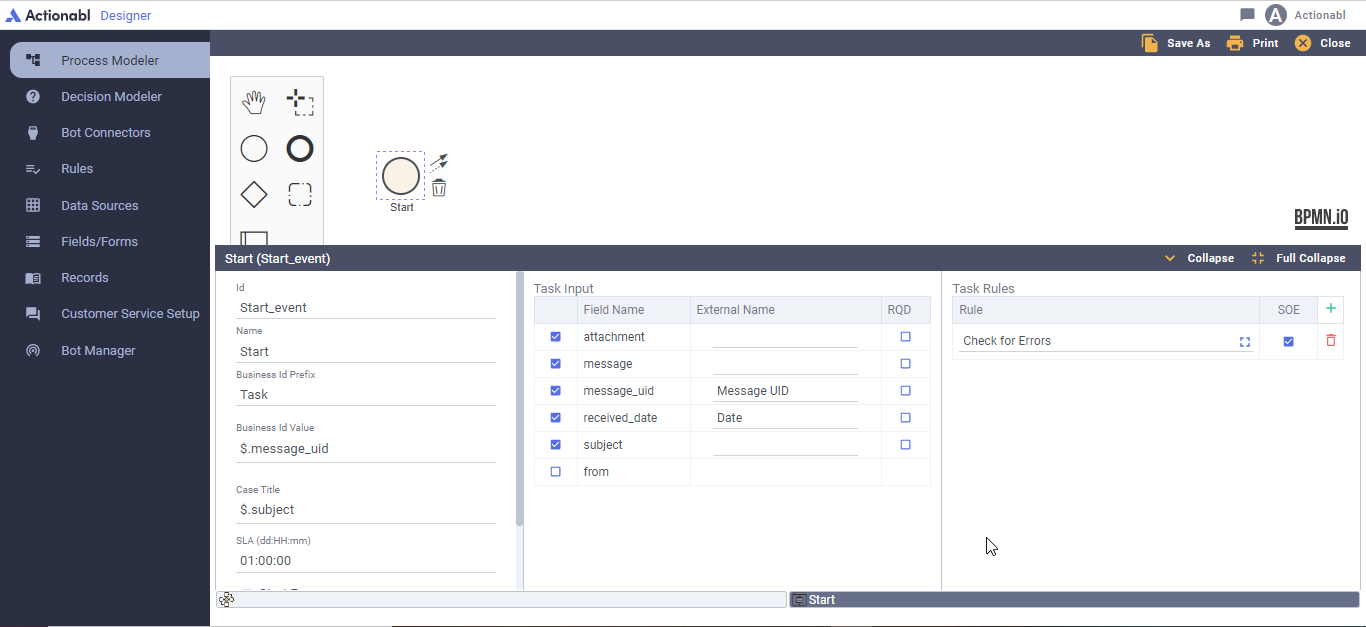 Actionabl Designer
Actionabl
Save As Print Close
Process Modeler
Decision Modeler
Bot Connectors
Rules
Data Sources
Fields/Forms
Records
Customer Service Setup
Bot Manager
Start
BPMN.iO
Start (Start_event)
Collapse Full Collapse
Id
Start_event
Name
Start
Business Id Prefix
Task
Business Id Value
$.message_uid
Case Title
$.subject
SLA (dd:HH:mm)
01:00:00
Task Input
Field Name External Name RQD
attachment
message
message_uid Message UID
received_date Date
subject
from
Task Rules
Rule SOE
Check for Errors
Start